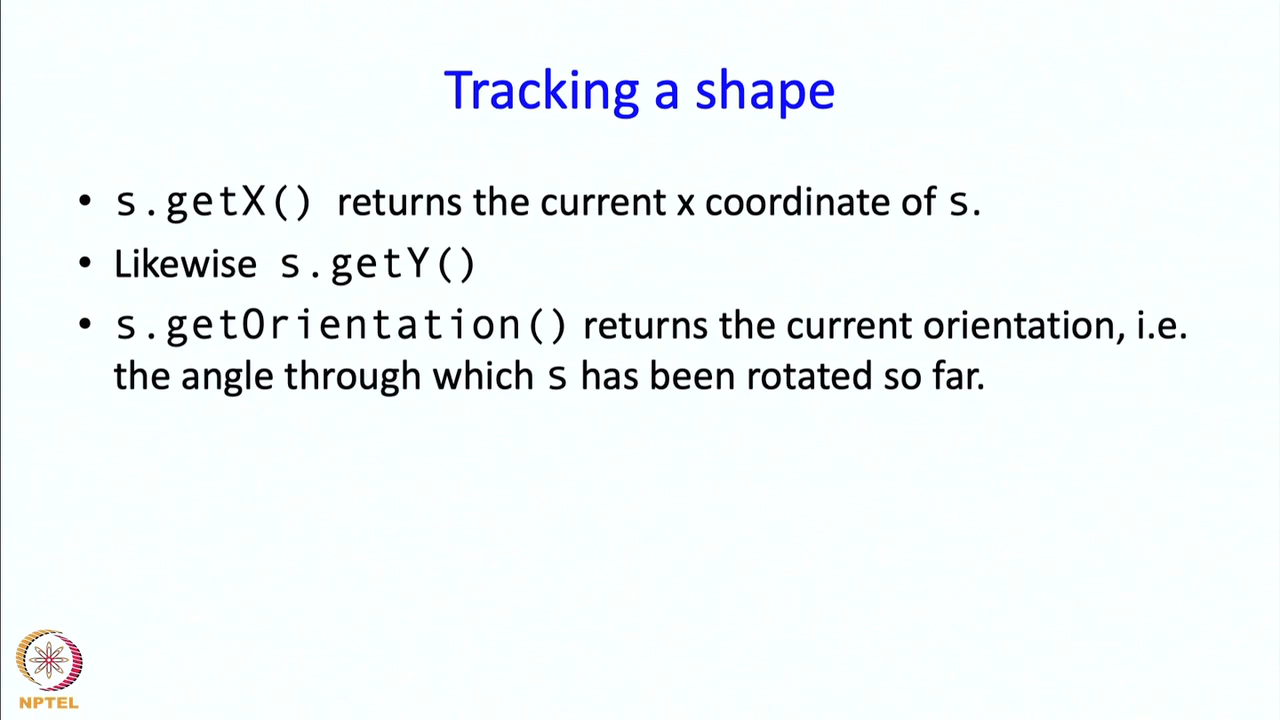 Tracking a shape
• s.getX() returns the current x coordinate of s.
• Likewise s.getY()
• s.getOrientation() returns the current orientation, i.e.
the angle through which s has been rotated so far.
NPTEL